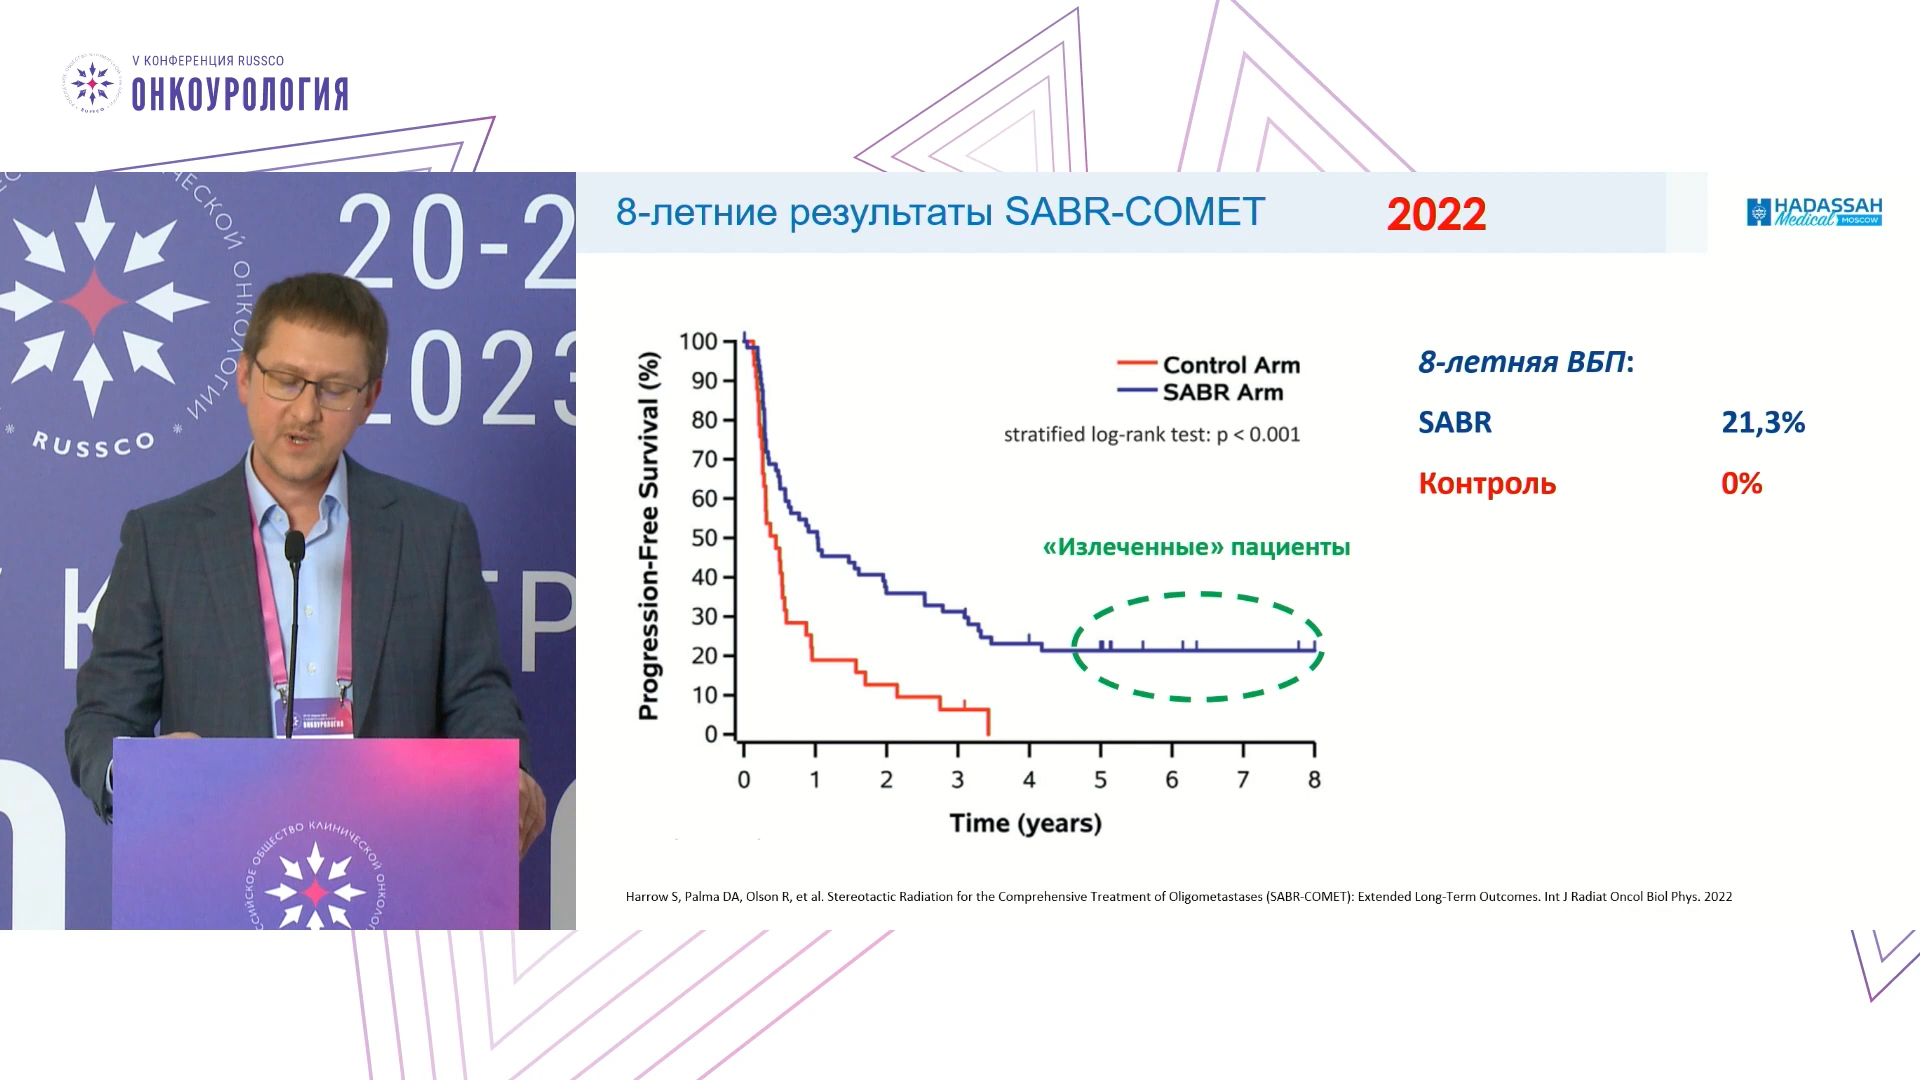 V КОНФЕРЕНЦИЯ RUSSCO
ОНКОУРОЛОГИЯ
20-2
2023
RUSSCO
ОНКОУРОЛОГИЯ
8-летние результаты SABR-COMET
2022
HADASSAH
Medical MOSCOW
Progression-Free Survival (%)
100
90
80
70
60
50
40
30
20
10
0
0 1 2 3 4 5 6 7 8
Time (years)
Control Arm
SABR Arm
stratified log-rank test: p < 0.001
«Излеченные» пациенты
8-летняя ВБП:
SABR 21,3%
Контроль 0%
Harrow S, Palma DA, Olson R, et al. Stereotactic Radiation for the Comprehensive Treatment of Oligometastases (SABR-COMET): Extended Long-Term Outcomes. Int J Radiat Oncol Biol Phys. 2022